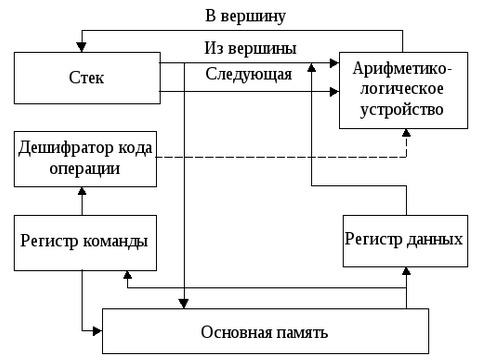 В вершину
Из вершины
Следующая
Стек
Арифметико-
логическое
устройство
Дешифратор кода
операции
Регистр команды
Регистр данных
Основная память